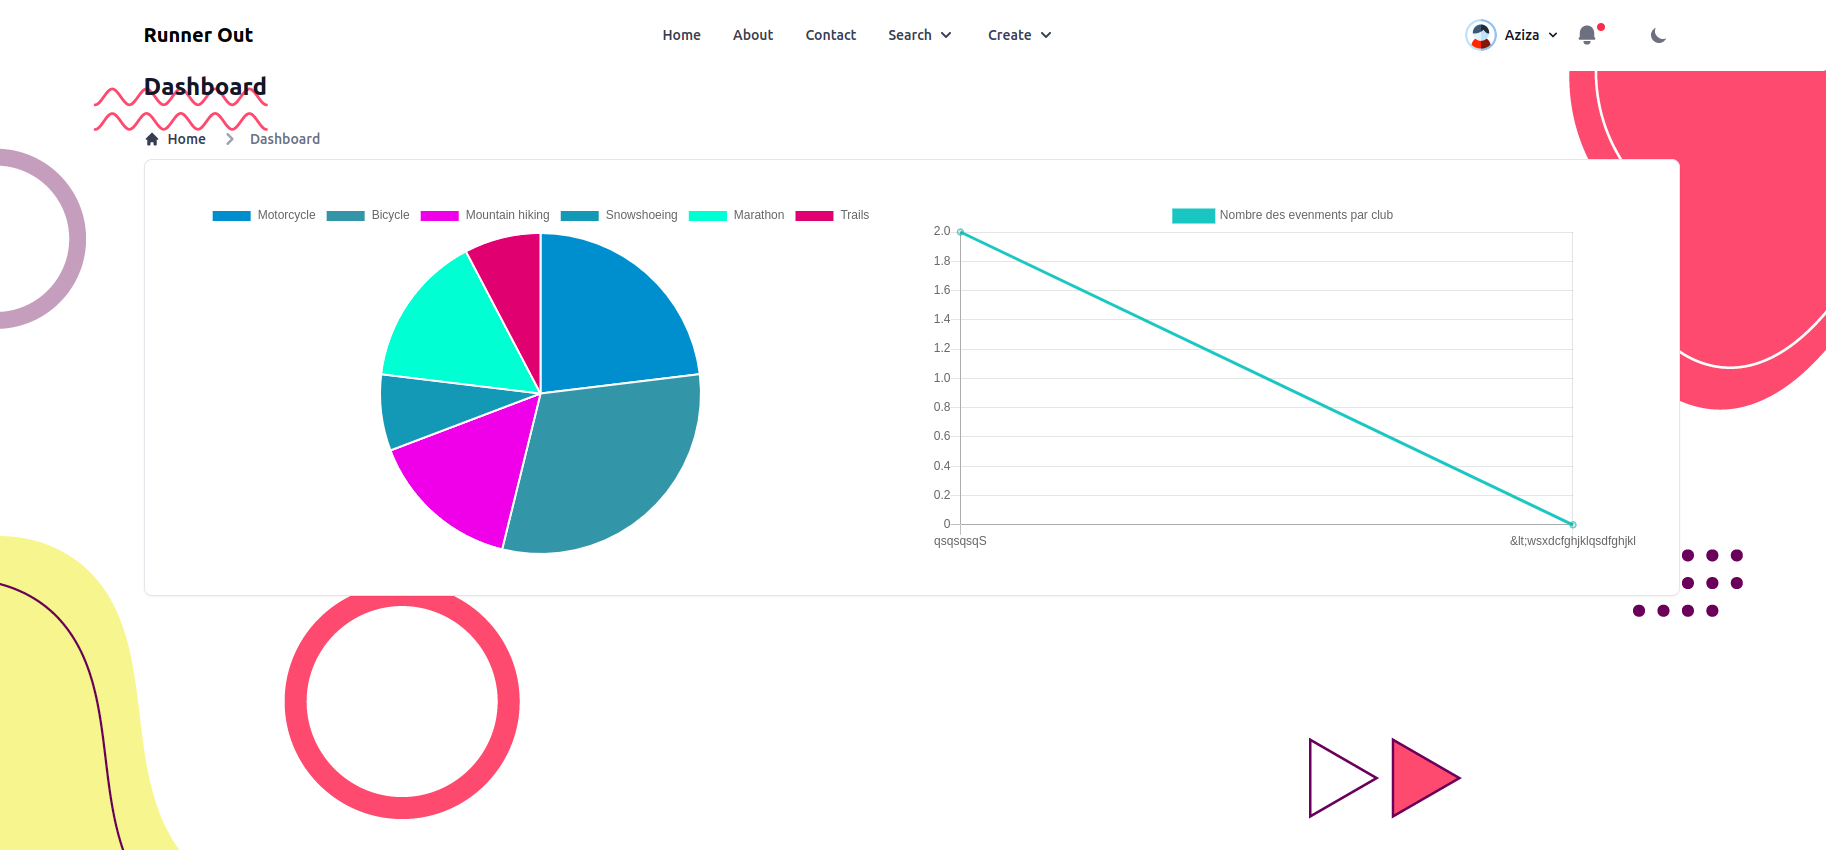 Runner Out Home About Contact Search Create Aziza
Dashboard
Home Dashboard
Motorcycle Bicycle Mountain hiking Snowshoeing Marathon Trails
Nombre des evenments par club
2.0
1.8
1.6
1.4
1.2
1.0
0.8
0.6
0.4
0.2
0
qsqsqsqS &lt;wsxdcfghjklqsdfghjkl